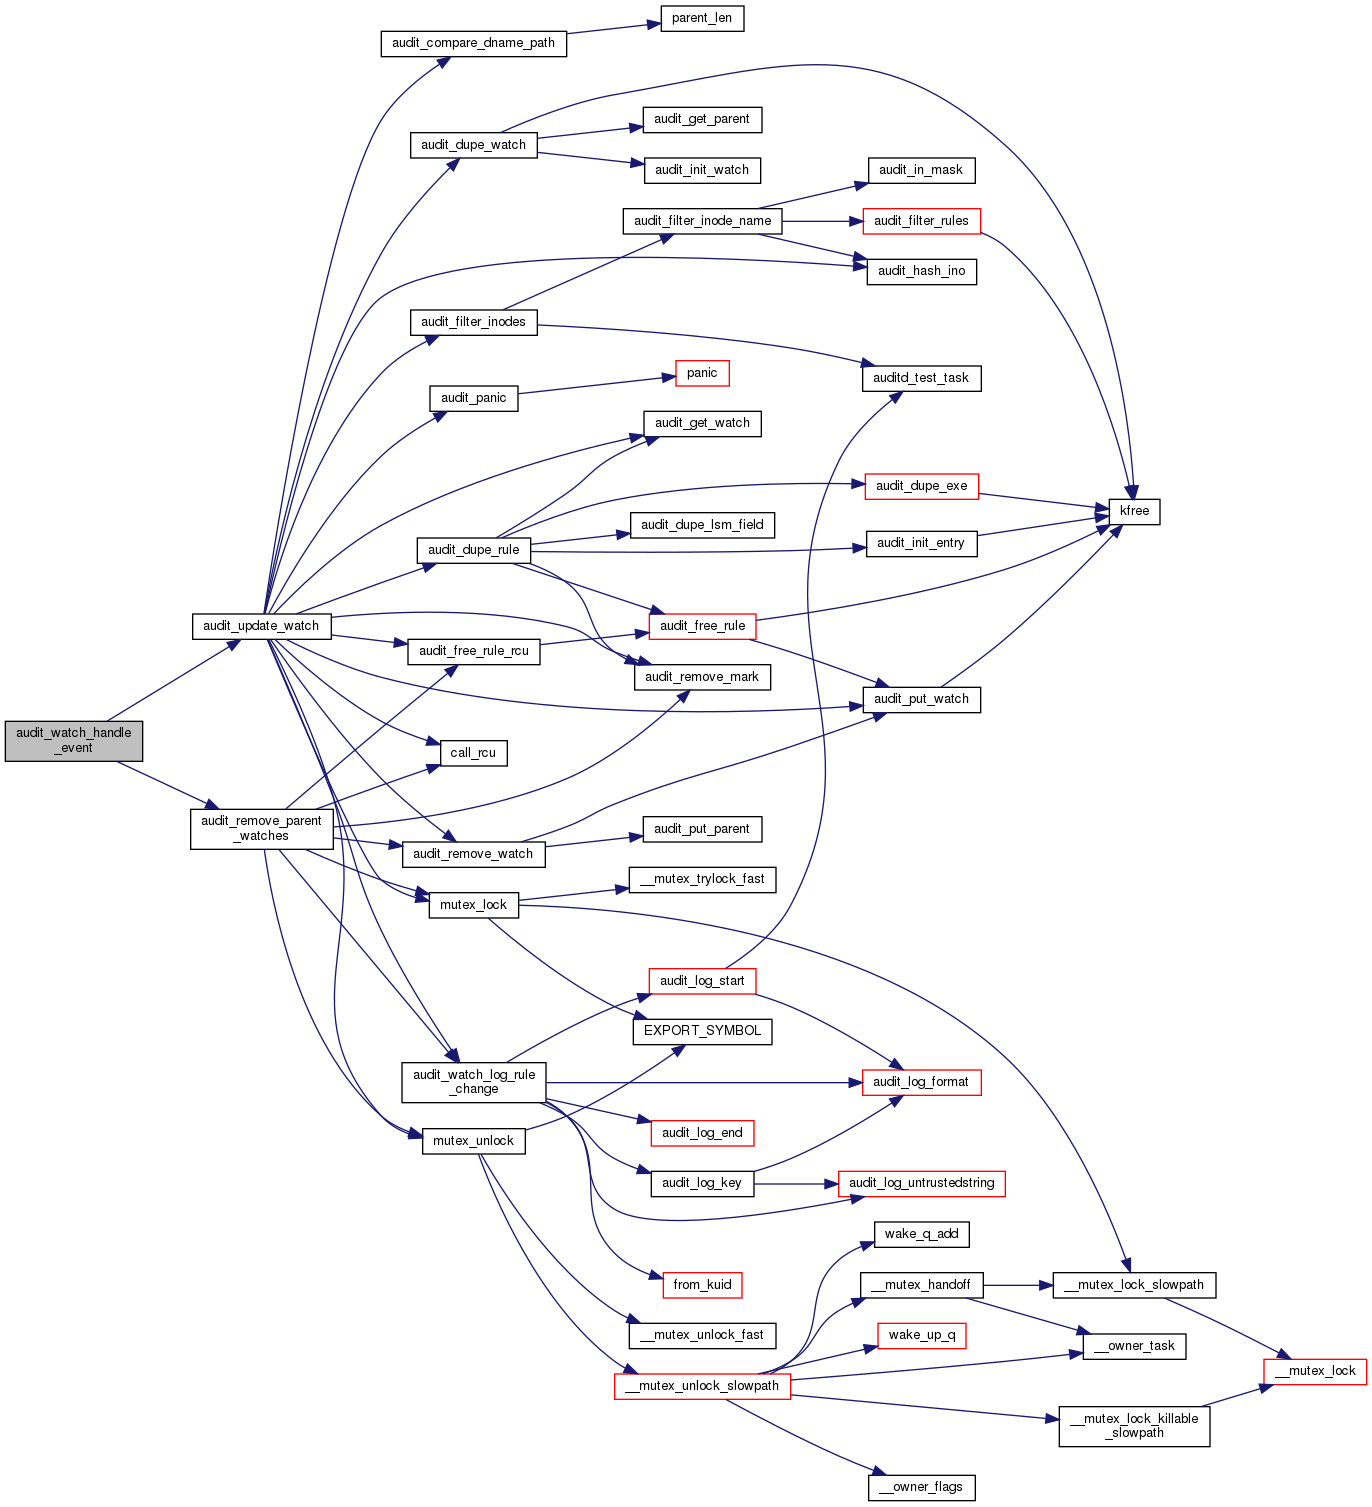 parent_len
audit_compare_dname_path
audit_get_parent
audit_dupe_watch
audit_init_watch
audit_in_mask
audit_filter_inode_name
audit_filter_rules
audit_hash_ino
audit_filter_inodes
panic
auditd_test_task
audit_panic
audit_get_watch
audit_dupe_exe
kfree
audit_dupe_lsm_field
audit_dupe_rule
audit_init_entry
audit_update_watch
audit_free_rule
audit_free_rule_rcu
audit_remove_mark
audit_put_watch
audit_watch_handle
_event
call_rcu
audit_remove_parent
_watches
audit_put_parent
audit_remove_watch
__mutex_trylock_fast
mutex_lock
audit_log_start
EXPORT_SYMBOL
audit_watch_log_rule
_change
audit_log_format
audit_log_end
mutex_unlock
audit_log_key
audit_log_untrustedstring
wake_q_add
from_kuid
__mutex_handoff
__mutex_lock_slowpath
__mutex_unlock_fast
wake_up_q
__owner_task
__mutex_lock
__mutex_unlock_slowpath
__mutex_lock_killable
_slowpath
__owner_flags